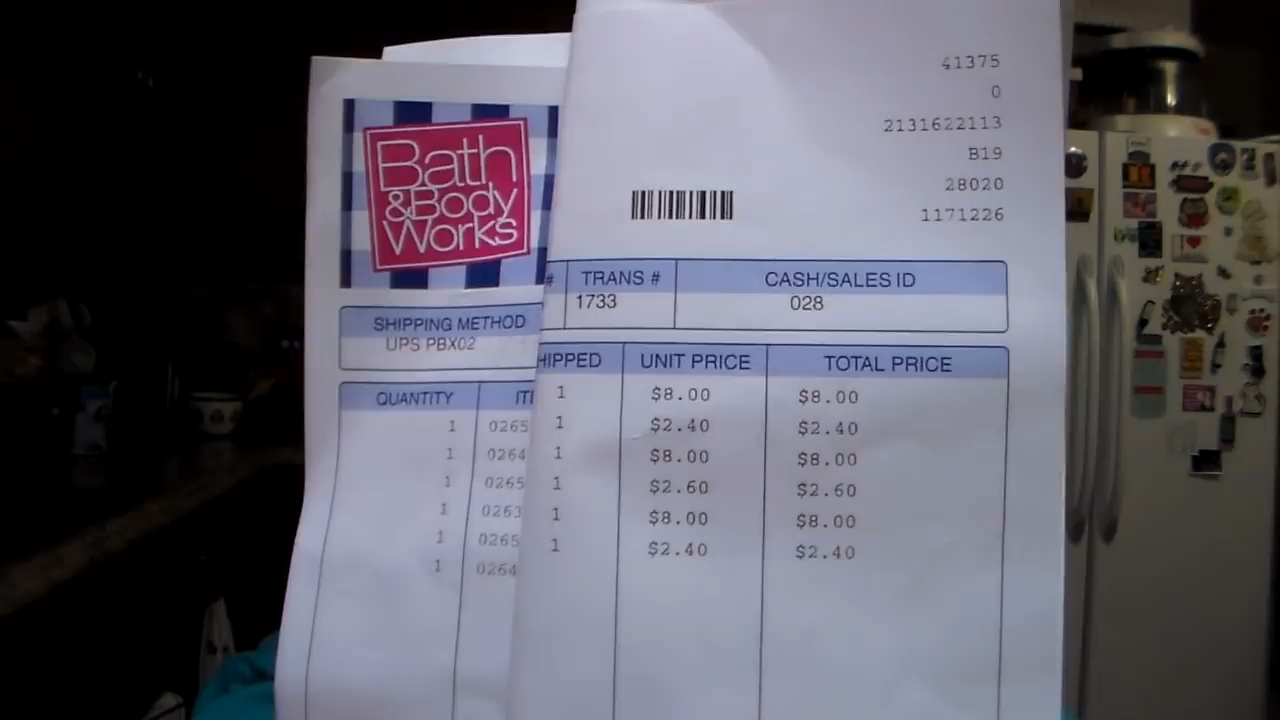 41375
0
2131622113
B19
28020
1171226
Bath
&Body
Works
# TRANS # CASH/SALES ID
1733 028
SHIPPING METHOD
UPS PBX02
HIPPED UNIT PRICE TOTAL PRICE
QUANTITY ITE
1 0265 1 $8.00 $8.00
1 0264 1 $2.40 $2.40
1 0265 1 $8.00 $8.00
1 0263 1 $2.60 $2.60
1 0265 1 $8.00 $8.00
1 0264 1 $2.40 $2.40